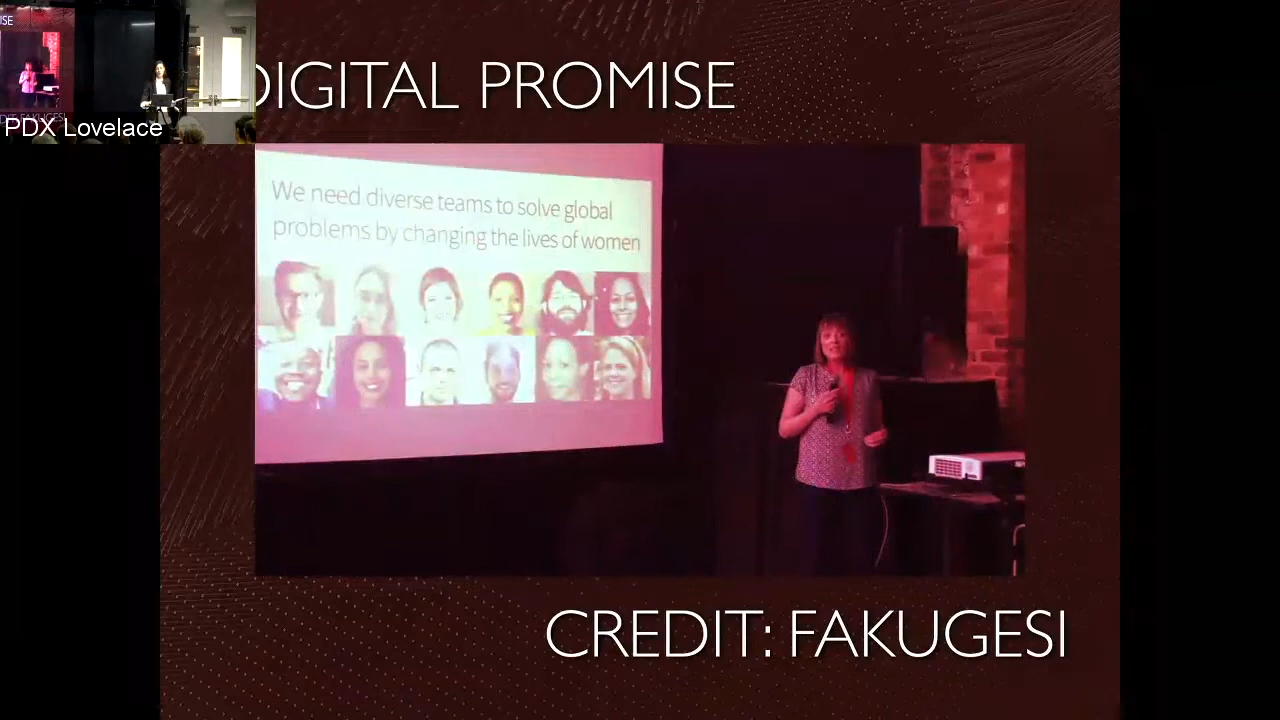 ISE
PDX Lovelace
DIGITAL PROMISE
We need diverse teams to solve global
problems by changing the lives of women
CREDIT: FAKUGESI